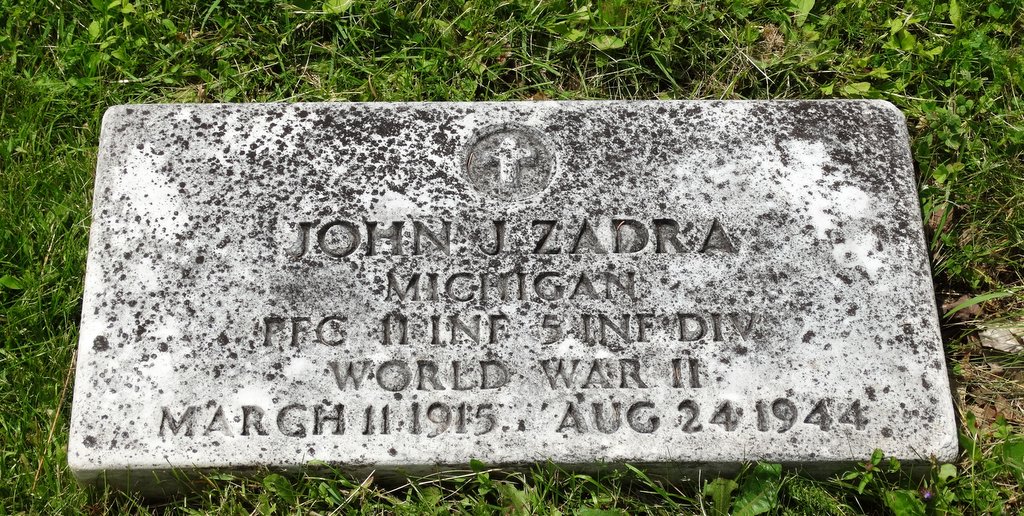 JOHN J ZADRA
MICHIGAN
PFC 11 INF 5 INF DIV
WORLD WAR II
MARCH 11 1915 AUG 24 1944